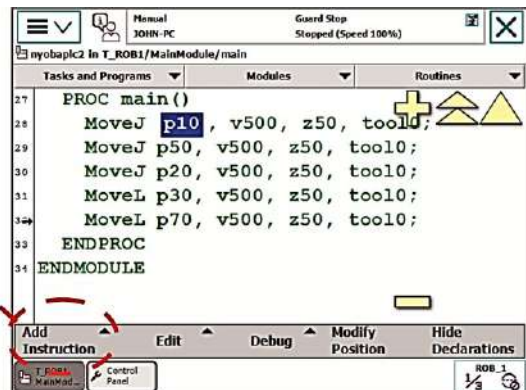 Manual
JOHN-PC
Guard Stop
Stopped (Speed 100%)
nyobaplc2 in T_ROB1/MainModule/main
Tasks and Programs Modules Routines
27 PROC main()
28 MoveJ p10 , v500, z50, tool0;
29 MoveJ p50, v500, z50, tool0;
30 MoveJ p20, v500, z50, tool0;
31 MoveL p30, v500, z50, tool0;
32 MoveL p70, v500, z50, tool0;
33 ENDPROC
34 ENDMODULE
Add Instruction Edit Debug Modify Position Hide Declarations
T_ROB1
MainMod...
Control
Panel
ROB_1
1/3